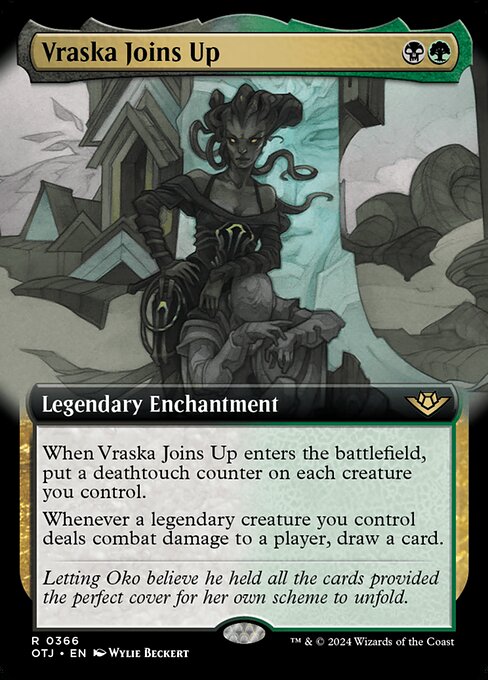 Vraska Joins Up
Legendary Enchantment
When Vraska Joins Up enters the battlefield,
put a deathtouch counter on each creature
you control.
Whenever a legendary creature you control
deals combat damage to a player, draw a card.
Letting Oko believe he held all the cards provided
the perfect cover for her own scheme to unfold.
R 0366
OTJ • EN Wylie Beckert
™ & © 2024 Wizards of the Coast